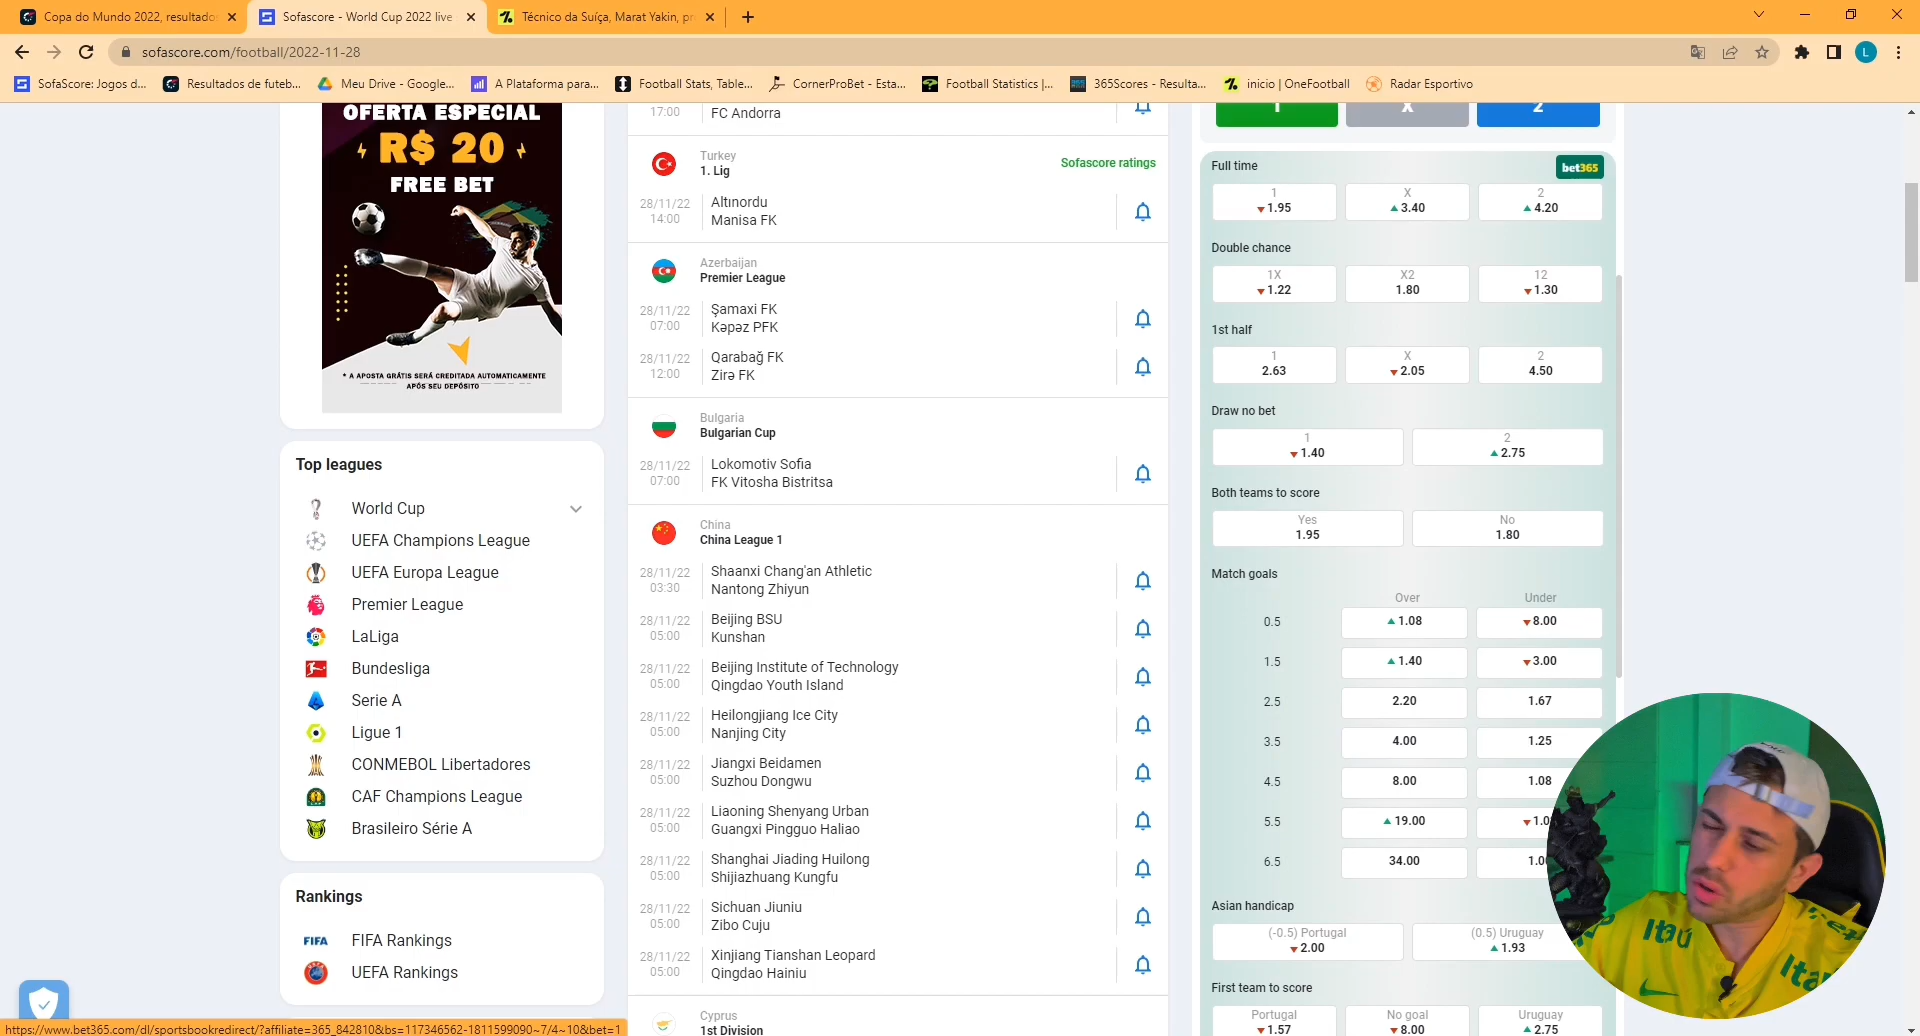 Copa do Mundo 2022, resultados
Sofascore - World Cup 2022 live
Técnico da Suíça, Marat Yakin, pr
sofascore.com/football/2022-11-28
L
SofaScore: Jogos d...
Resultados de futeb...
Meu Drive - Google...
A Plataforma para...
Football Stats, Table...
CornerProBet - Esta...
Football Statistics |...
365Scores - Resulta...
inicio | OneFootball
Radar Esportivo
OFERTA ESPECIAL
R$ 20
FREE BET
* A APOSTA GRÁTIS SERÁ CREDITADA AUTOMATICAMENTE
APÓS SEU DEPÓSITO
Top leagues
World Cup
UEFA Champions League
UEFA Europa League
Premier League
LaLiga
Bundesliga
Serie A
Ligue 1
CONMEBOL Libertadores
CAF Champions League
Brasileiro Série A
Rankings
FIFA FIFA Rankings
UEFA Rankings
https://www.bet365.com/dl/sportsbookredirect/?affiliate=365_842810&bs=117346562-1811599090~7/4~10&bet=1
17:00 FC Andorra
Turkey
1. Lig
Sofascore ratings
28/11/22 Altınordu
14:00 Manisa FK
Azerbaijan
Premier League
28/11/22 Şamaxi FK
07:00 Kəpəz PFK
28/11/22 Qarabağ FK
12:00 Zirə FK
Bulgaria
Bulgarian Cup
28/11/22 Lokomotiv Sofia
07:00 FK Vitosha Bistritsa
China
China League 1
28/11/22 Shaanxi Chang'an Athletic
03:30 Nantong Zhiyun
28/11/22 Beijing BSU
05:00 Kunshan
28/11/22 Beijing Institute of Technology
05:00 Qingdao Youth Island
28/11/22 Heilongjiang Ice City
05:00 Nanjing City
28/11/22 Jiangxi Beidamen
05:00 Suzhou Dongwu
28/11/22 Liaoning Shenyang Urban
05:00 Guangxi Pingguo Haliao
28/11/22 Shanghai Jiading Huilong
05:00 Shijiazhuang Kungfu
28/11/22 Sichuan Jiuniu
05:00 Zibo Cuju
28/11/22 Xinjiang Tianshan Leopard
05:00 Qingdao Hainiu
Cyprus
1st Division
1 X 2
Full time bet365
1 X 2
1.95 3.40 4.20
Double chance
1X X2 12
1.22 1.80 1.30
1st half
1 X 2
2.63 2.05 4.50
Draw no bet
1 2
1.40 2.75
Both teams to score
Yes No
1.95 1.80
Match goals
Over Under
0.5 1.08 8.00
1.5 1.40 3.00
2.5 2.20 1.67
3.5 4.00 1.25
4.5 8.00 1.08
5.5 19.00
6.5 34.00
Asian handicap
(-0.5) Portugal (0.5) Uruguay
2.00 1.93
First team to score
Portugal No goal Uruguay
1.57 8.00 2.75
Itaú